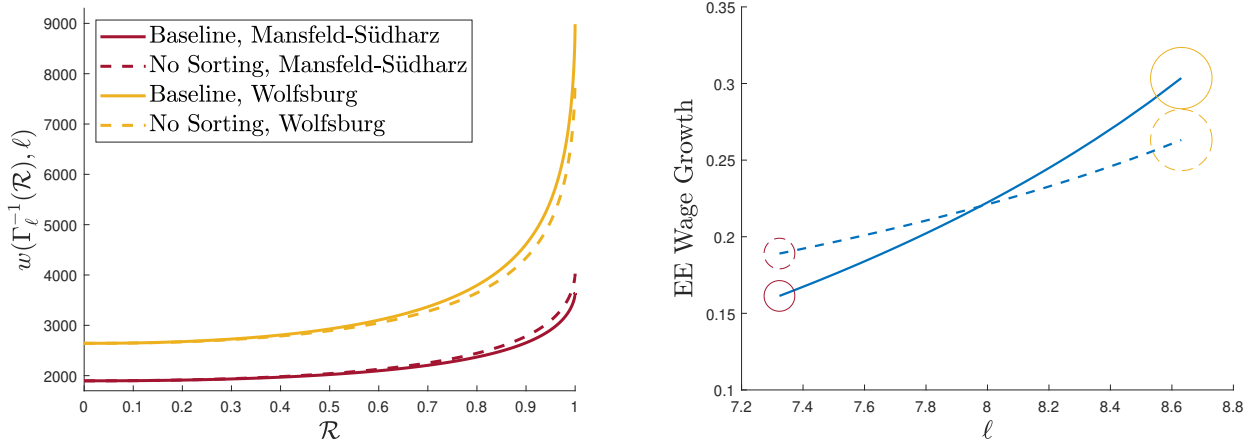 9000
8000
7000
6000
5000
4000
3000
2000
w(Γ_ℓ^{-1}(ℛ), ℓ)
Baseline, Mansfeld-Südharz
No Sorting, Mansfeld-Südharz
Baseline, Wolfsburg
No Sorting, Wolfsburg
0 0.1 0.2 0.3 0.4 0.5 0.6 0.7 0.8 0.9 1
ℛ
0.35
0.3
0.25
0.2
0.15
0.1
EE Wage Growth
7.2 7.4 7.6 7.8 8 8.2 8.4 8.6 8.8
ℓ